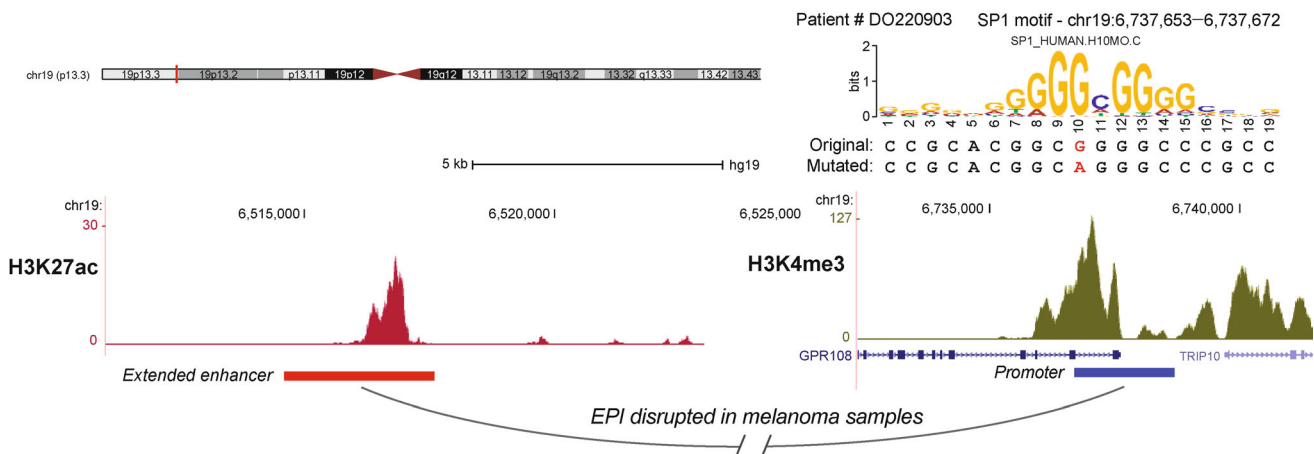 Patient # DO220903 SP1 motif - chr19:6,737,653–6,737,672
SP1_HUMAN.H10MO.C
chr19 (p13.3) 19p13.3 19p13.2 p13.11 19p12 19q12 13.11 13.12 19q13.2 13.32 q13.33 13.42 13.43
2
bits
1
0
GGGGCGGGG
1 2 3 4 5 6 7 8 9 10 11 12 13 14 15 16 17 18 19
Original: C C G C A C G G C G G G G C C C G C C
Mutated: C C G C A C G G C A G G G C C C G C C
5 kb hg19
chr19: 6,515,000 6,520,000 6,525,000
30
H3K27ac
0
Extended enhancer
chr19: 6,735,000 6,740,000
127
H3K4me3
0
GPR108 TRIP10
Promoter
EPI disrupted in melanoma samples